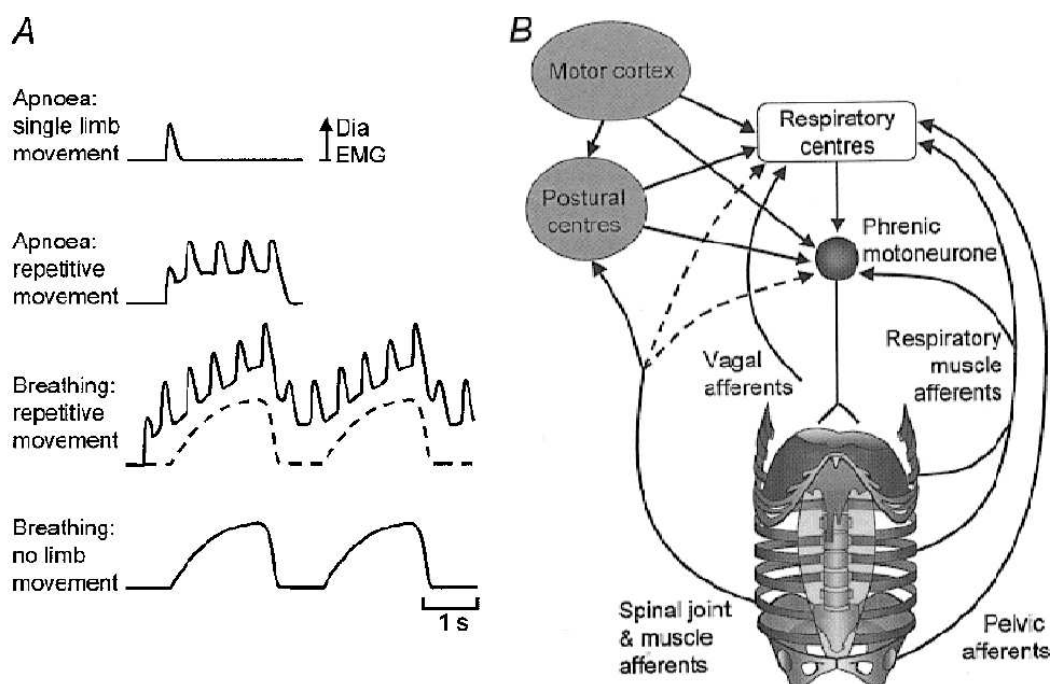 A
Apnoea:
single limb
movement
Dia
EMG
Apnoea:
repetitive
movement
Breathing:
repetitive
movement
Breathing:
no limb
movement
1 s
B
Motor cortex
Respiratory
centres
Postural
centres
Phrenic
motoneurone
Vagal
afferents
Respiratory
muscle
afferents
Spinal joint
& muscle
afferents
Pelvic
afferents